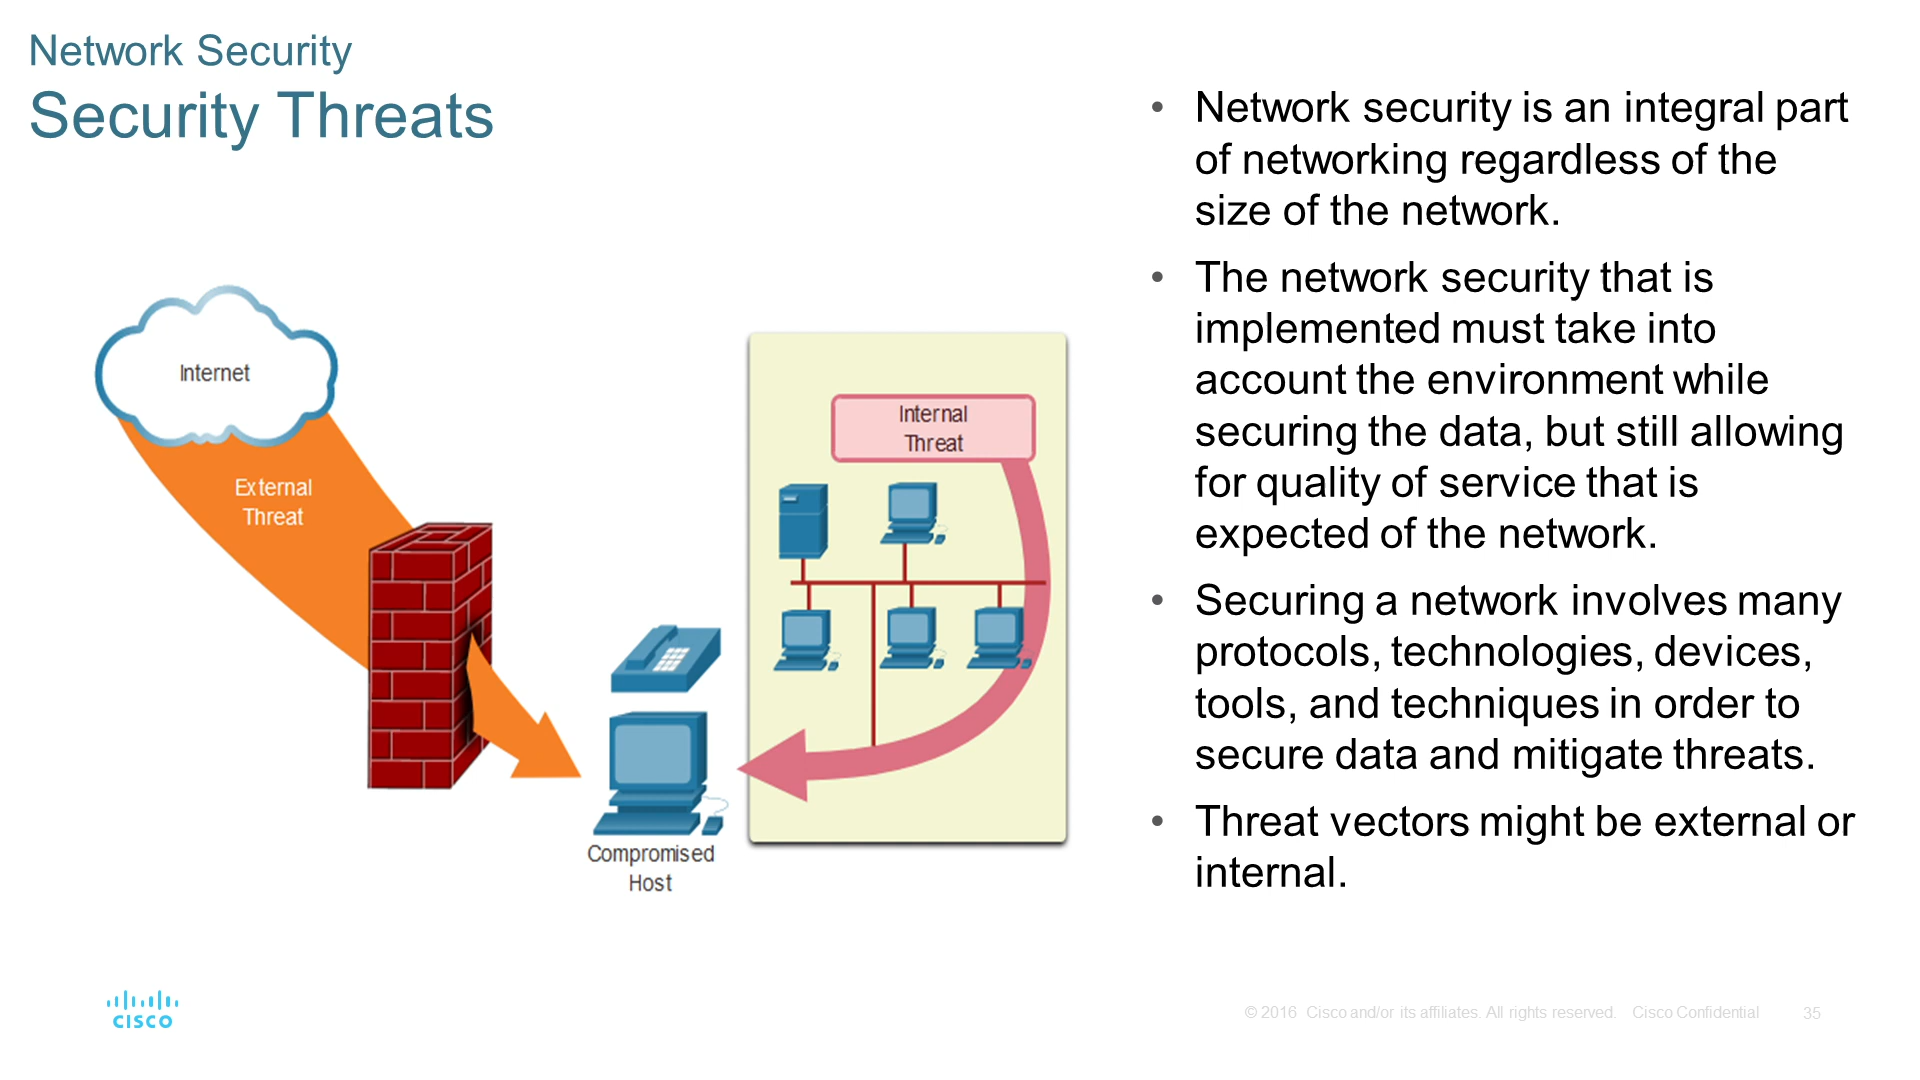 Network Security
Security Threats
• Network security is an integral part
of networking regardless of the
size of the network.
• The network security that is
implemented must take into
account the environment while
securing the data, but still allowing
for quality of service that is
expected of the network.
• Securing a network involves many
protocols, technologies, devices,
tools, and techniques in order to
secure data and mitigate threats.
• Threat vectors might be external or
internal.
Internet
External
Threat
Internal
Threat
Compromised
Host
CISCO
© 2016 Cisco and/or its affiliates. All rights reserved. Cisco Confidential 35